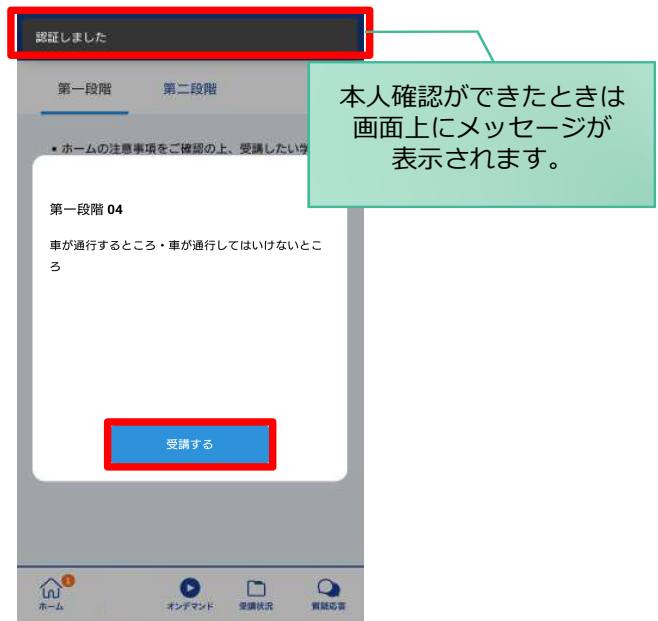 認証しました
第一段階 第二段階
本人確認ができたときは
画面上にメッセージが
表示されます。
• ホームの注意事項をご確認の上、受講したい学
第一段階 04
車が通行するところ・車が通行してはいけないとこ
ろ
受講する
1
ホーム オンデマンド 受講状況 質疑応答